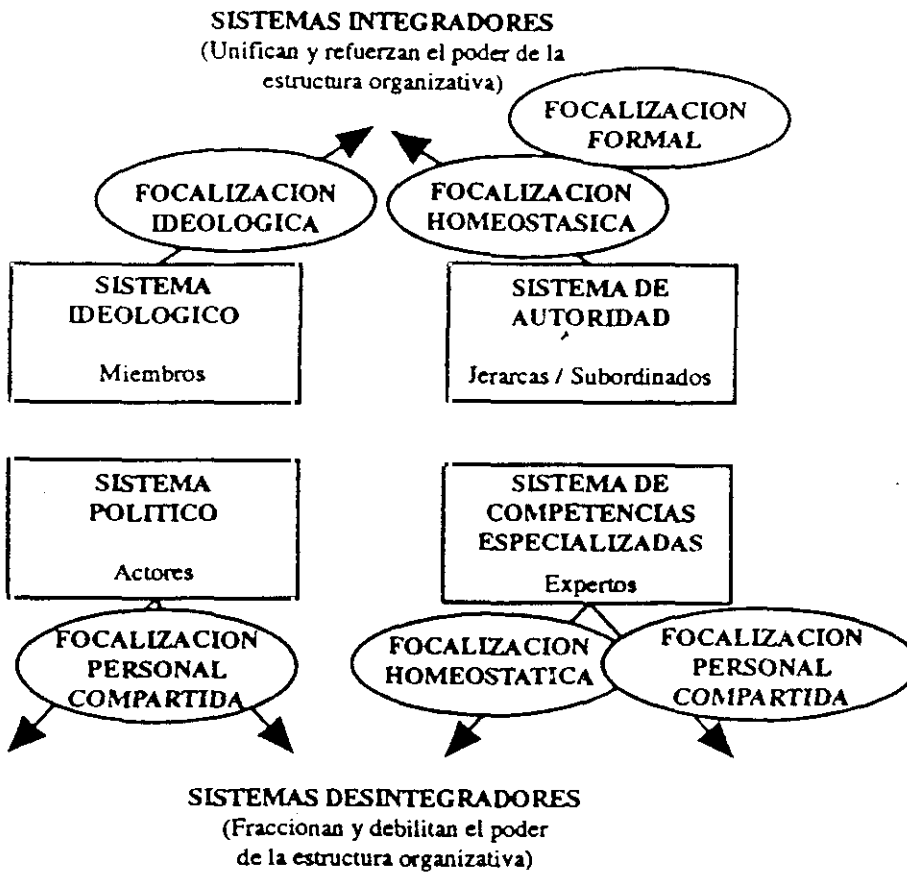 SISTEMAS INTEGRADORES
(Unifican y refuerzan el poder de la
estructura organizativa)
FOCALIZACION
FORMAL
FOCALIZACION
IDEOLOGICA
FOCALIZACION
HOMEOSTASICA
SISTEMA
IDEOLOGICO
Miembros
SISTEMA DE
AUTORIDAD
Jerarcas / Subordinados
SISTEMA
POLITICO
Actores
SISTEMA DE
COMPETENCIAS
ESPECIALIZADAS
Expertos
FOCALIZACION
PERSONAL
COMPARTIDA
FOCALIZACION
HOMEOSTATICA
FOCALIZACION
PERSONAL
COMPARTIDA
SISTEMAS DESINTEGRADORES
(Fraccionan y debilitan el poder
de la estructura organizativa)